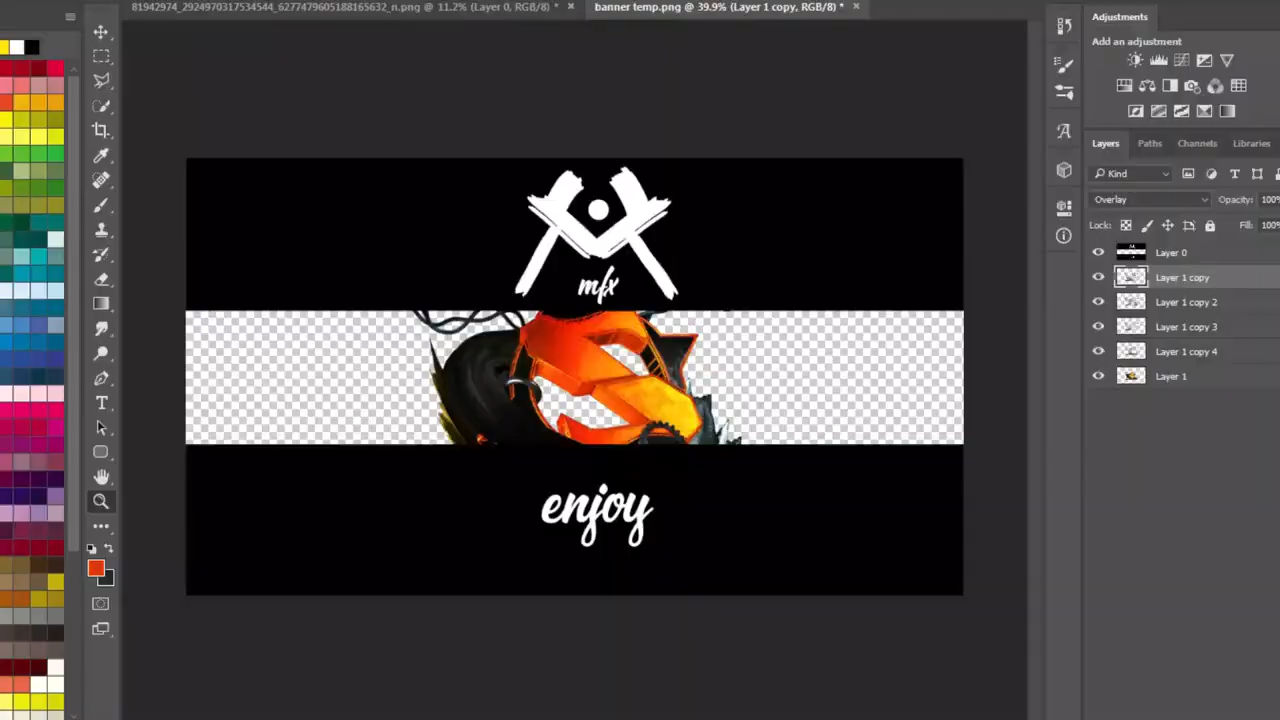 81942974_2924970317534544_6277479605188165632_n.png @ 11.2% (Layer 0, RGB/8) *
banner temp.png @ 39.9% (Layer 1 copy, RGB/8) *
Adjustments
Add an adjustment
Layers Paths Channels Libraries
Kind
Overlay Opacity: 100%
Lock: Fill: 100%
Layer 0
Layer 1 copy
Layer 1 copy 2
Layer 1 copy 3
Layer 1 copy 4
Layer 1
mfx
enjoy